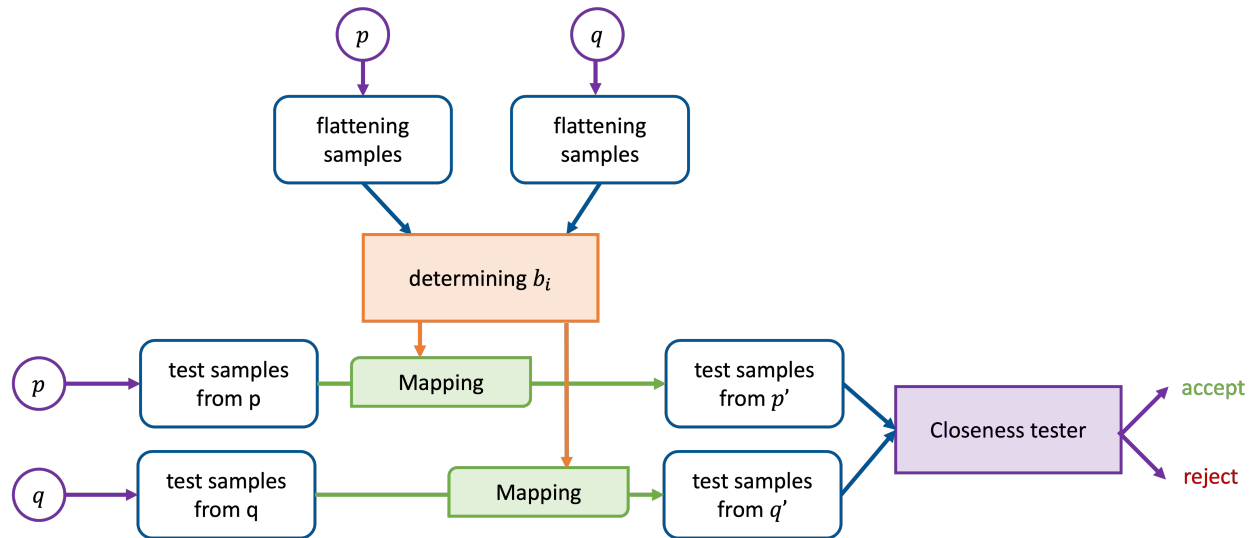 p
q
flattening
samples
flattening
samples
determining b_i
p
test samples
from p
Mapping
test samples
from p’
Closeness tester
accept
reject
q
test samples
from q
Mapping
test samples
from q’